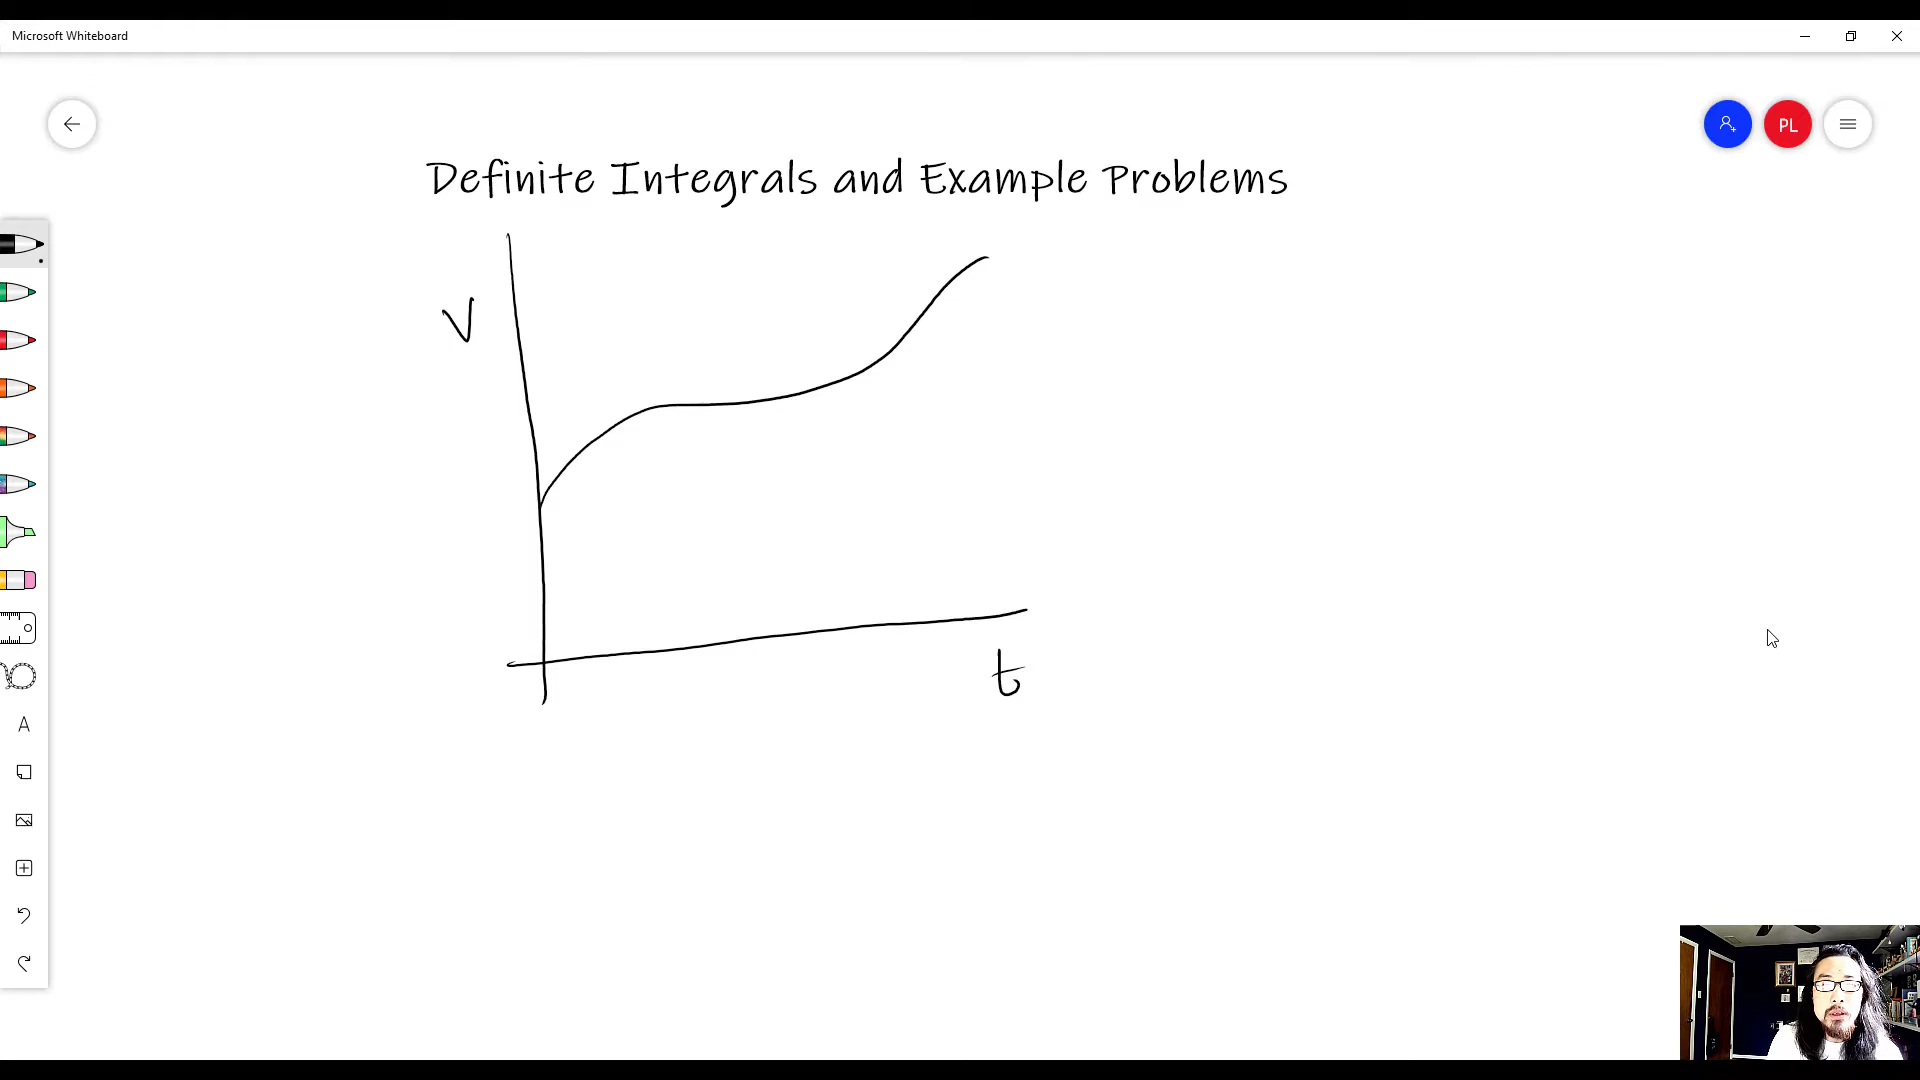 Microsoft Whiteboard
PL
Definite Integrals and Example Problems
V
t
A